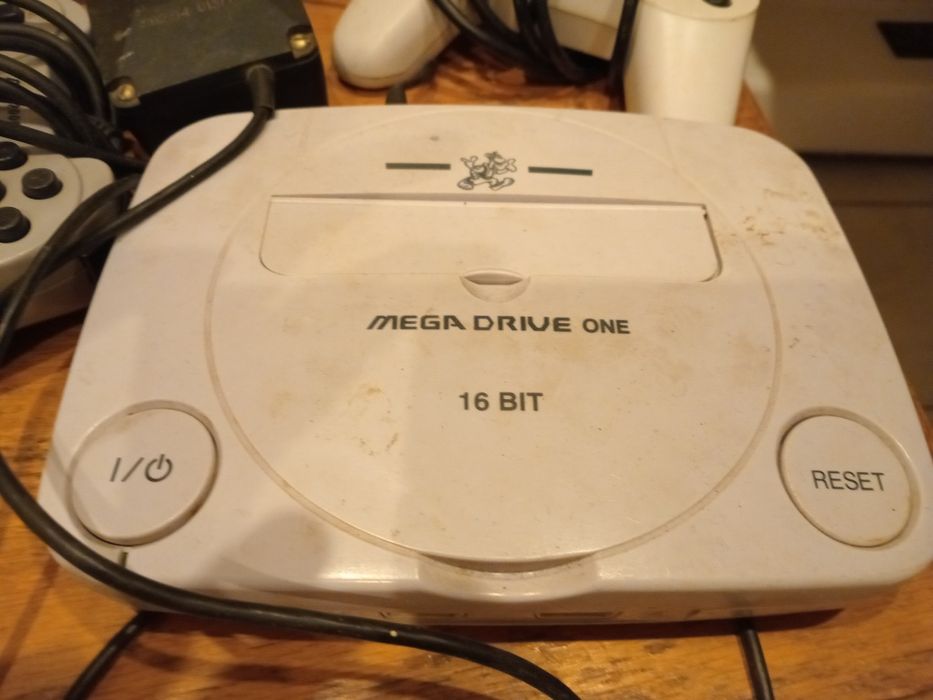 MEGA DRIVE ONE
16 BIT
I/⏻
RESET